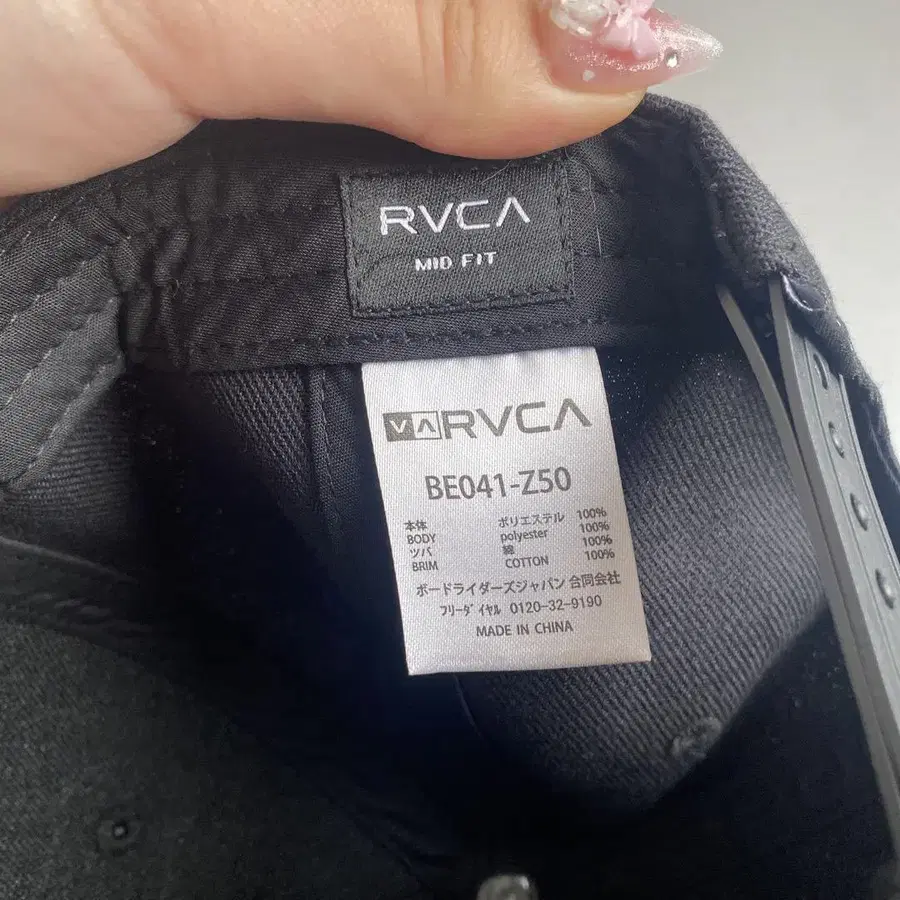 RVCA
MID FIT
VA RVCA
BE041-Z50
本体 ポリエステル 100%
BODY polyester 100%
ツバ 綿 100%
BRIM COTTON 100%
ボードライダーズジャパン 合同会社
フリーダイヤル 0120-32-9190
MADE IN CHINA